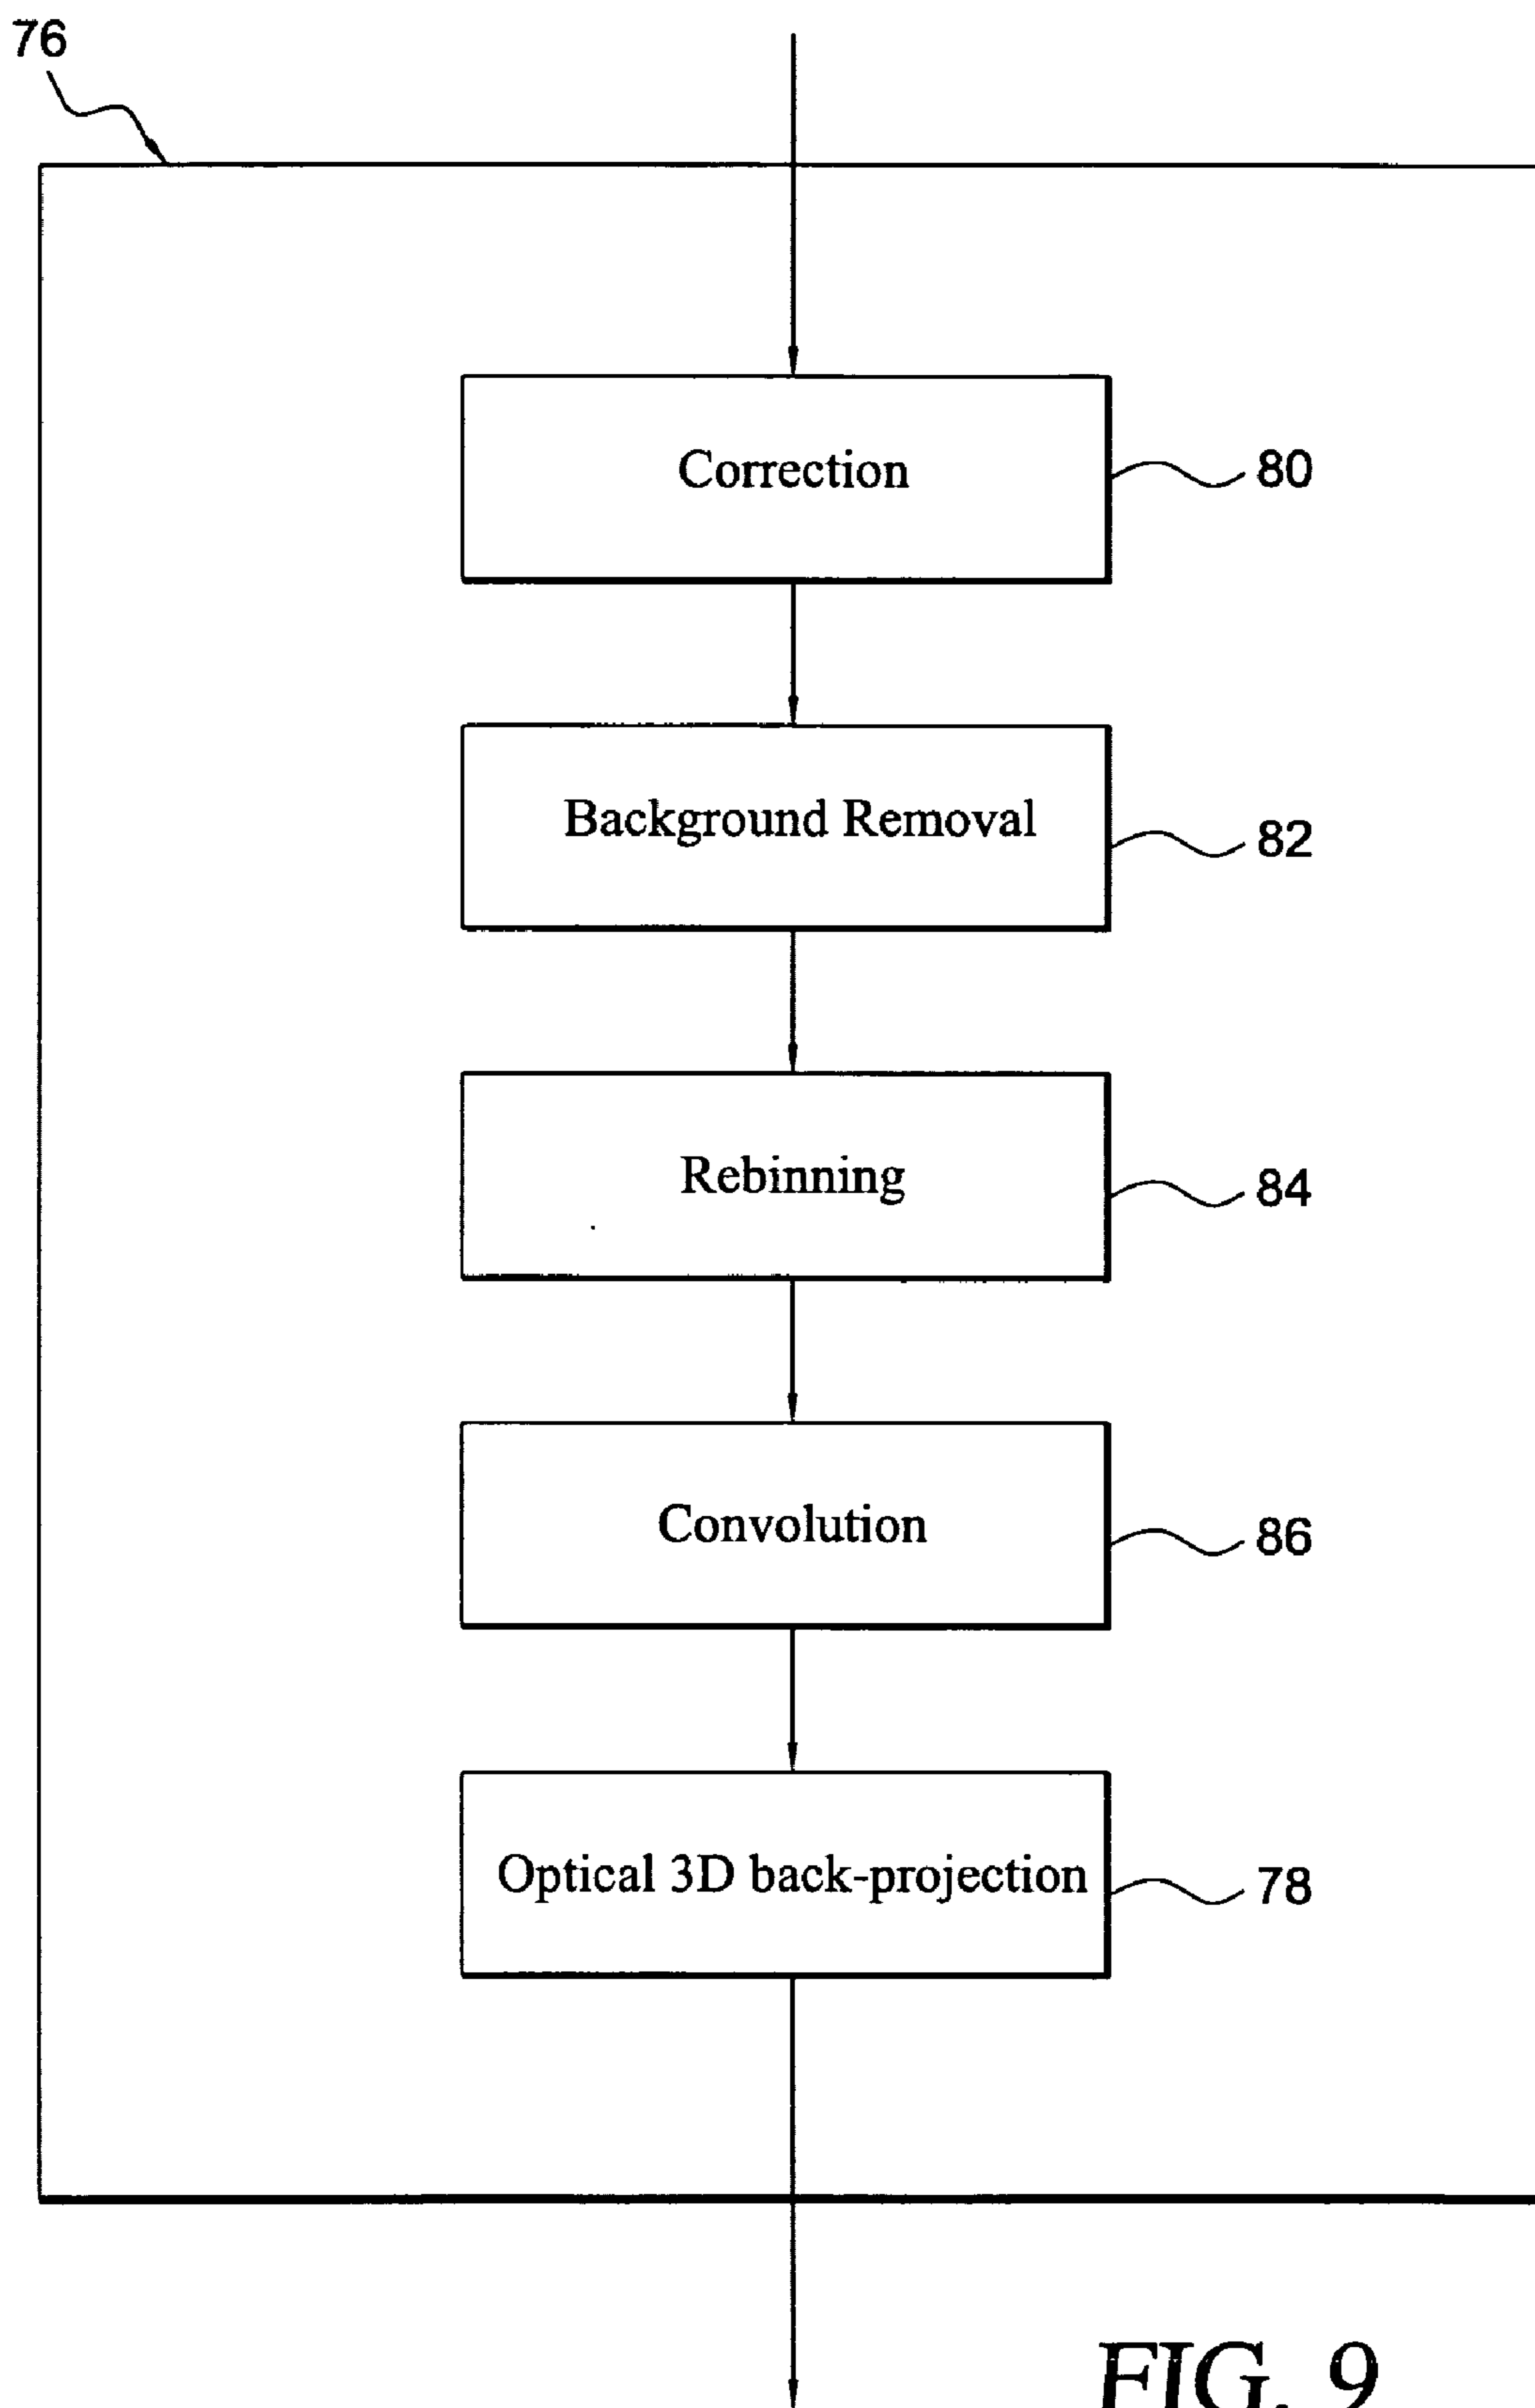 76
Correction
80
Background Removal
82
Rebinning
84
Convolution
86
Optical 3D back-projection
78
FIG. 9